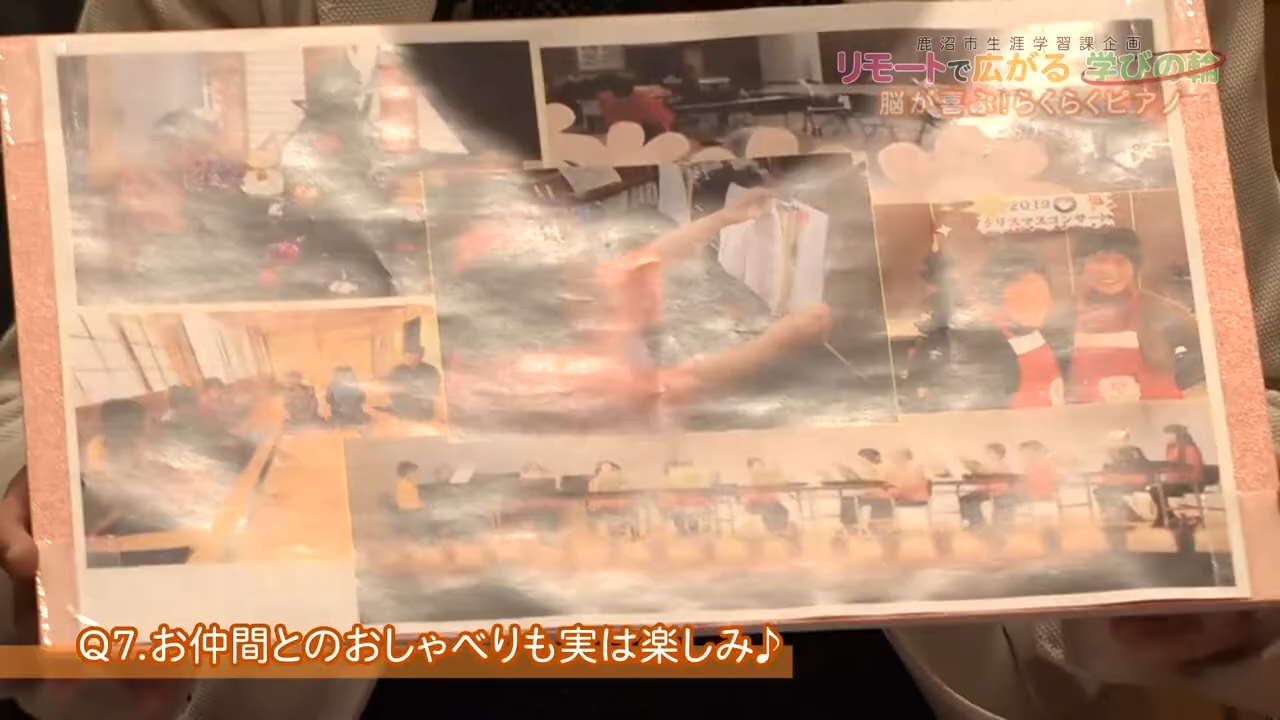 鹿沼市生涯学習課企画
リモートで広がる 学びの輪
脳が喜ぶ!らくらくピアノ
2019
クリスマスコンサート
Q7.お仲間とのおしゃべりも実は楽しみ♪